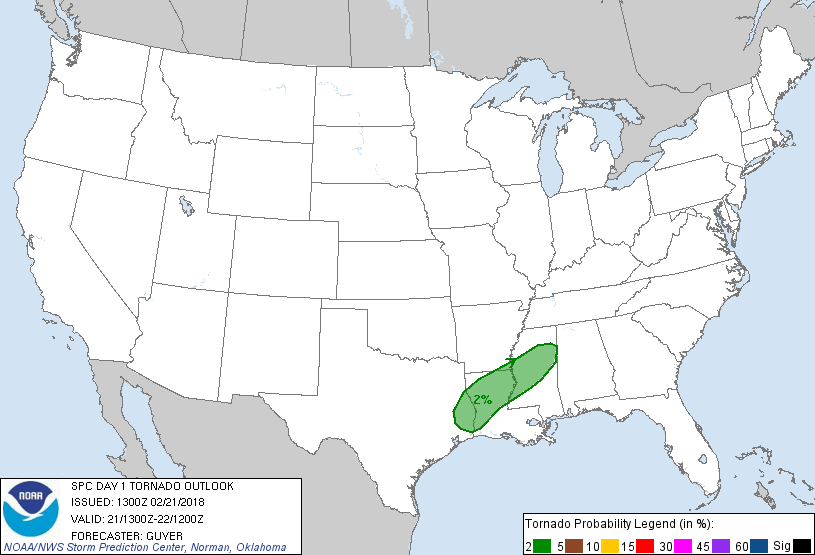 2%
NOAA
SPC DAY 1 TORNADO OUTLOOK
ISSUED: 1300Z 02/21/2018
VALID: 21/1300Z-22/1200Z
FORECASTER: GUYER
NOAA/NWS Storm Prediction Center, Norman, Oklahoma
Tornado Probability Legend (in %):
2 5 10 15 30 45 60 Sig